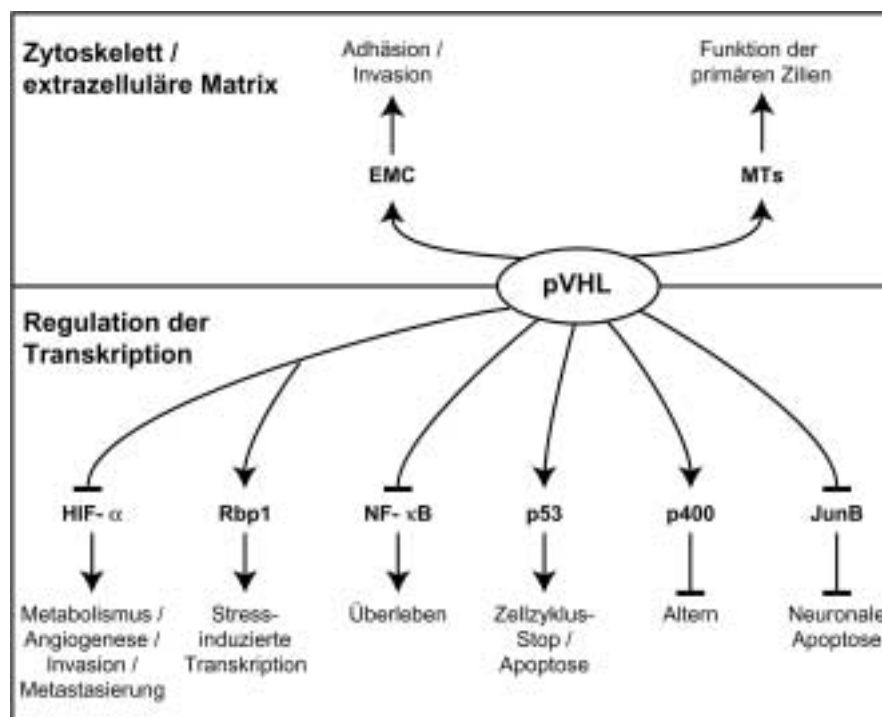 Zytoskelett /
extrazelluläre Matrix
Adhäsion /
Invasion
Funktion der
primären Zilien
EMC
MTs
pVHL
Regulation der
Transkription
HIF- α
Rbp1
NF- κB
p53
p400
JunB
Metabolismus /
Angiogenese /
Invasion /
Metastasierung
Stress-
induzierte
Transkription
Überleben
Zellzyklus-
Stop /
Apoptose
Altern
Neuronale
Apoptose